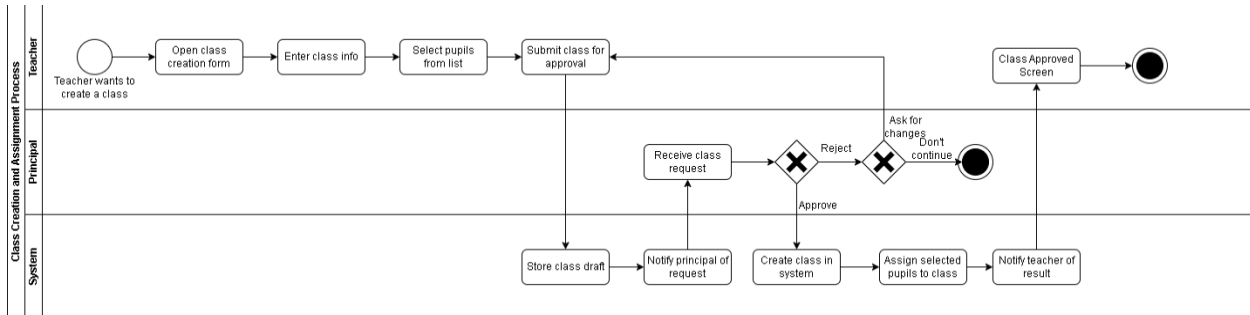 Class Creation and Assignment Process
Teacher
Teacher wants to
create a class
Open class
creation form
Enter class info
Select pupils
from list
Submit class for
approval
Class Approved
Screen
Principal
Receive class
request
Reject
Approve
Ask for
changes
Don't
continue
System
Store class draft
Notify principal of
request
Create class in
system
Assign selected
pupils to class
Notify teacher of
result